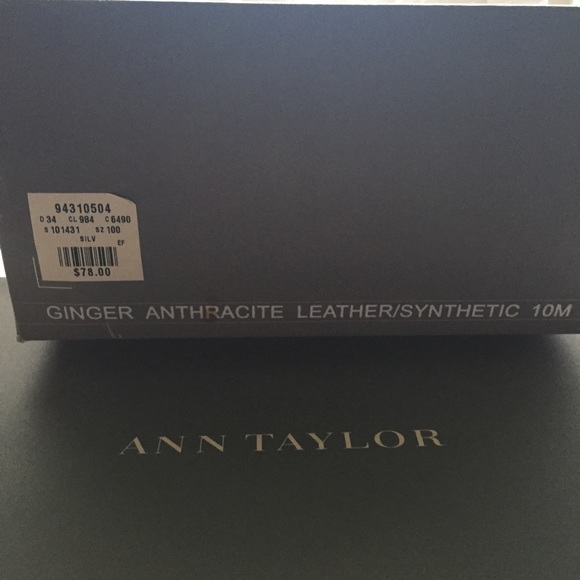 94310504
D 34 CL 984 C 6490
S 101431 SZ 100
SILV
EF
$78.00
GINGER ANTHRACITE LEATHER/SYNTHETIC 10M
ANN TAYLOR